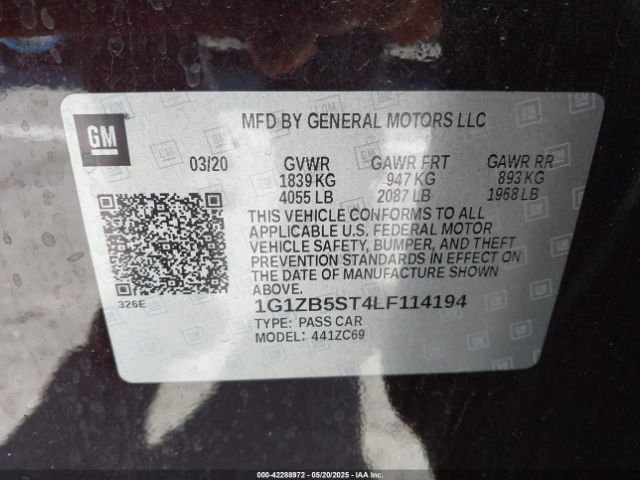 GM
MFD BY GENERAL MOTORS LLC
03/20 GVWR GAWR FRT GAWR RR
1839 KG 947 KG 893 KG
4055 LB 2087 LB 1968 LB
THIS VEHICLE CONFORMS TO ALL
APPLICABLE U.S. FEDERAL MOTOR
VEHICLE SAFETY, BUMPER, AND THEFT
PREVENTION STANDARDS IN EFFECT ON
THE DATE OF MANUFACTURE SHOWN
ABOVE.
326E
1G1ZB5ST4LF114194
TYPE: PASS CAR
MODEL: 441ZC69
000-42288972 - 05/20/2025 - IAAI.COM